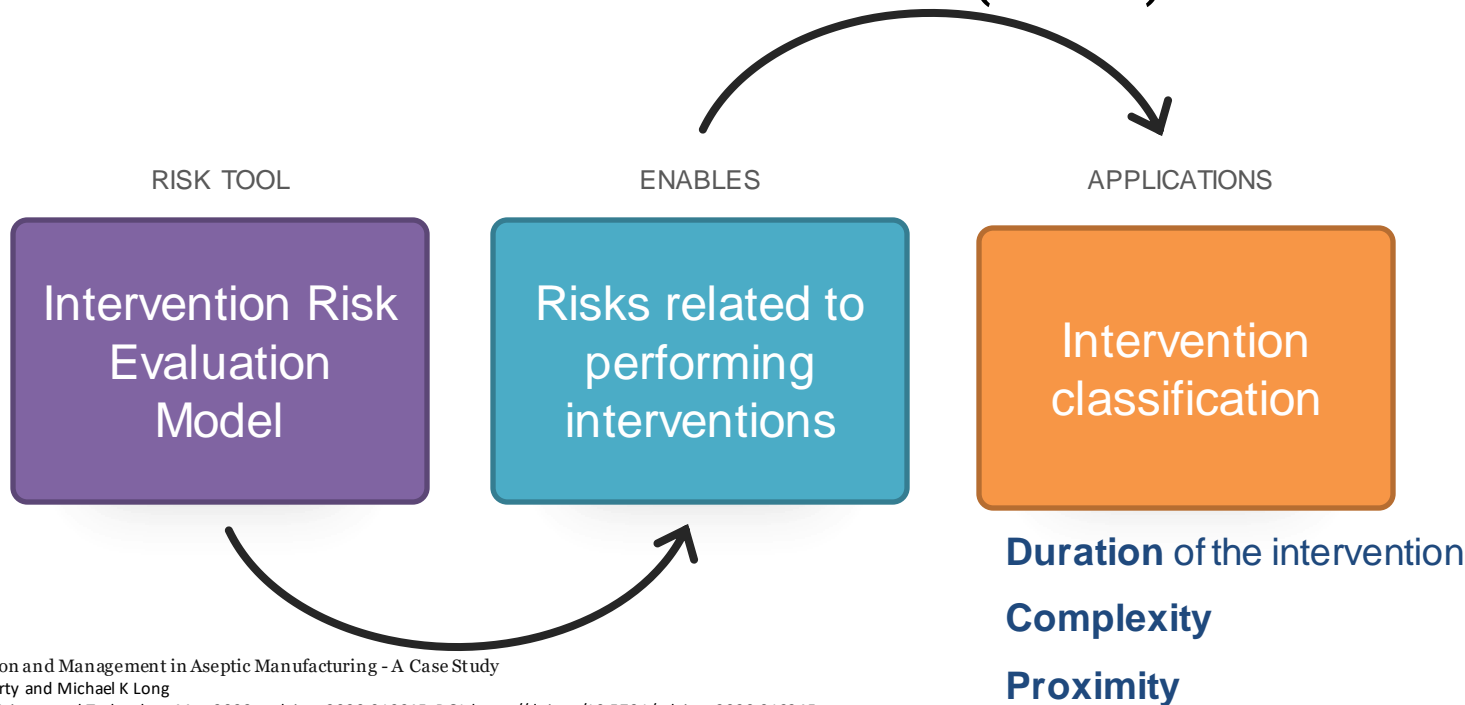 RISK TOOL
ENABLES
APPLICATIONS
Intervention Risk
Evaluation
Model
Risks related to
performing
interventions
Intervention
classification
Duration of the intervention
Complexity
Proximity
on and Management in Aseptic Manufacturing - A Case Study
rty and Michael K Long